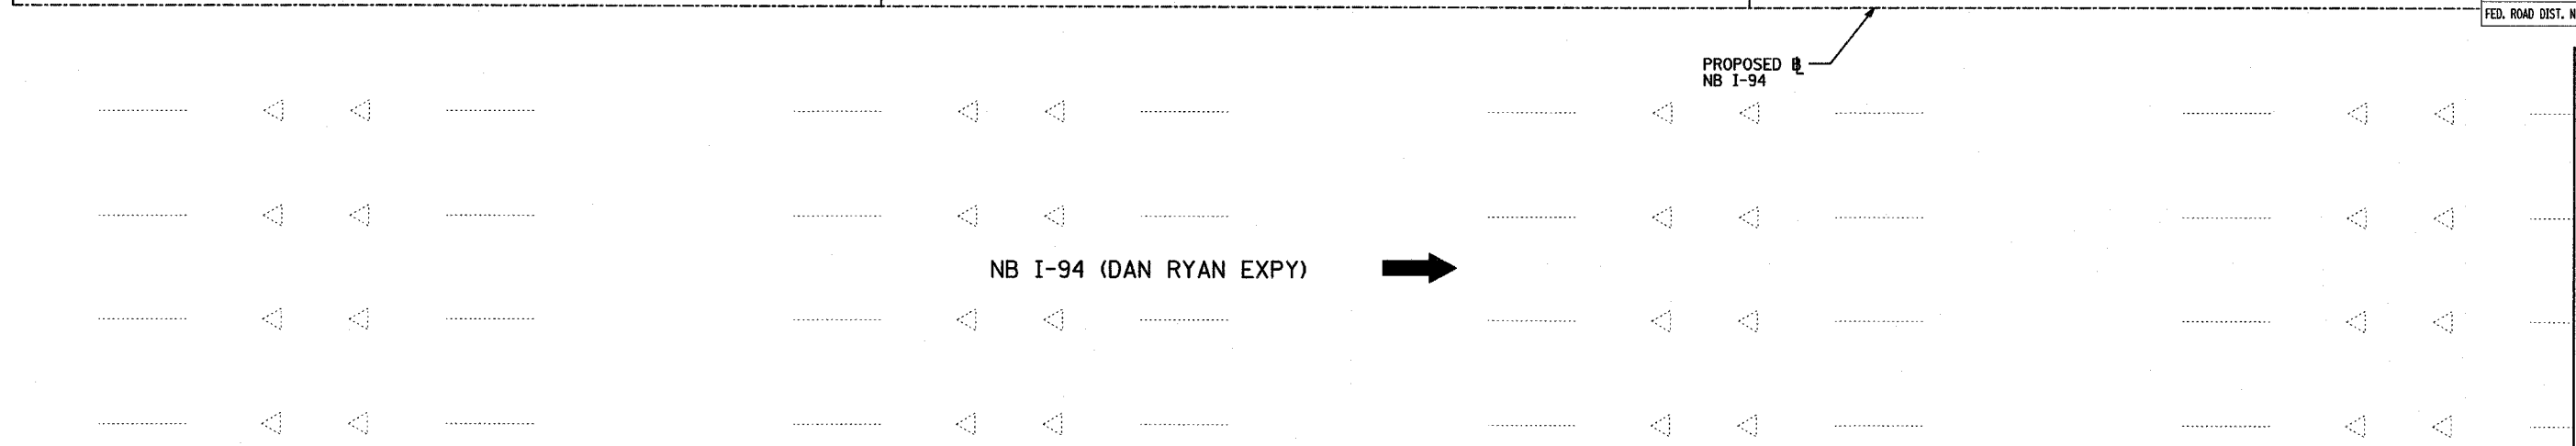 FED. ROAD DIST. N
PROPOSED ⅊
NB I-94
NB I-94 (DAN RYAN EXPY)